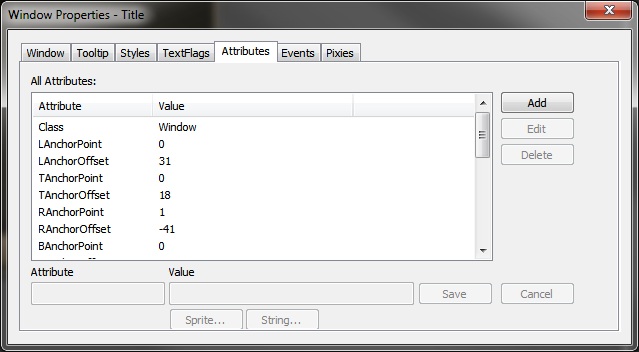 Window Properties - Title
Window Tooltip Styles TextFlags Attributes Events Pixies
All Attributes:
Attribute Value
Add
Class Window
Edit
LAnchorPoint 0
Delete
LAnchorOffset 31
TAnchorPoint 0
TAnchorOffset 18
RAnchorPoint 1
RAnchorOffset -41
BAnchorPoint 0
Attribute Value
Save Cancel
Sprite... String...